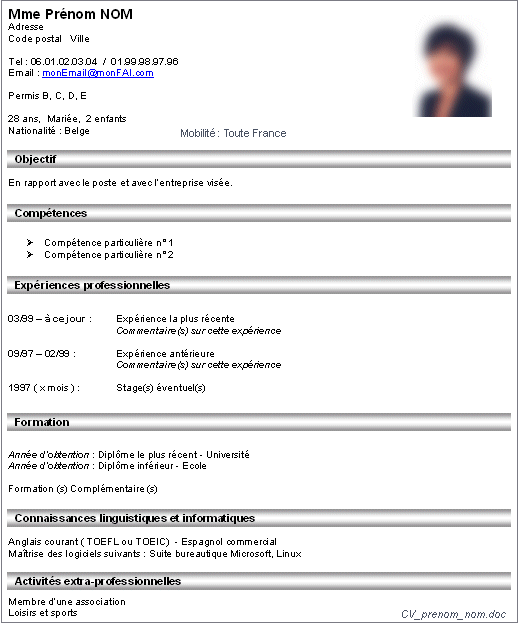 Mme Prénom NOM
Adresse
Code postal Ville
Tel : 06.01.02.03.04 / 01.99.98.97.96
Email : monEmail@monFAI.com
Permis B, C, D, E
28 ans, Mariée, 2 enfants
Nationalité : Belge
Mobilité : Toute France
Objectif
En rapport avec le poste et avec l'entreprise visée.
Compétences
➢ Compétence particulière n°1
➢ Compétence particulière n°2
Expériences professionnelles
03/99 – à ce jour : Expérience la plus récente
Commentaire(s) sur cette expérience
09/97 – 02/99 : Expérience antérieure
Commentaire(s) sur cette expérience
1997 ( x mois ) : Stage(s) éventuel(s)
Formation
Année d'obtention : Diplôme le plus récent - Université
Année d'obtention : Diplôme inférieur - Ecole
Formation (s) Complémentaire (s)
Connaissances linguistiques et informatiques
Anglais courant ( TOEFL ou TOEIC) - Espagnol commercial
Maîtrise des logiciels suivants : Suite bureautique Microsoft, Linux
Activités extra-professionnelles
Membre d'une association
Loisirs et sports
CV_prenom_nom.doc